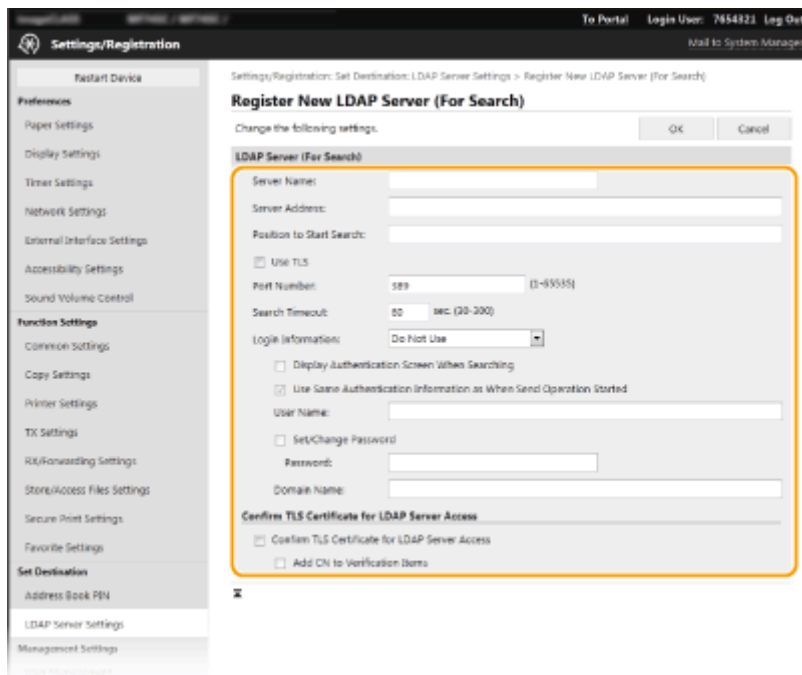 To Portal Login User: 7654321 Log Out
Settings/Registration
Mail to System Manager
Restart Device
Preferences
Paper Settings
Display Settings
Timer Settings
Network Settings
External Interface Settings
Accessibility Settings
Sound Volume Control
Function Settings
Common Settings
Copy Settings
Printer Settings
TX Settings
RX/Forwarding Settings
Store/Access Files Settings
Secure Print Settings
Favorite Settings
Set Destination
Address Book PIN
LDAP Server Settings
Management Settings
Settings/Registration: Set Destination: LDAP Server Settings > Register New LDAP Server (For Search)
Register New LDAP Server (For Search)
Change the following settings.
OK
Cancel
LDAP Server (For Search)
Server Name:
Server Address:
Position to Start Search:
Use TLS
Port Number: 389 (1-65535)
Search Timeout: 60 sec. (30-300)
Login Information: Do Not Use
Display Authentication Screen When Searching
Use Same Authentication Information as When Send Operation Started
User Name:
Set/Change Password
Password:
Domain Name:
Confirm TLS Certificate for LDAP Server Access
Confirm TLS Certificate for LDAP Server Access
Add CN to Verification Items